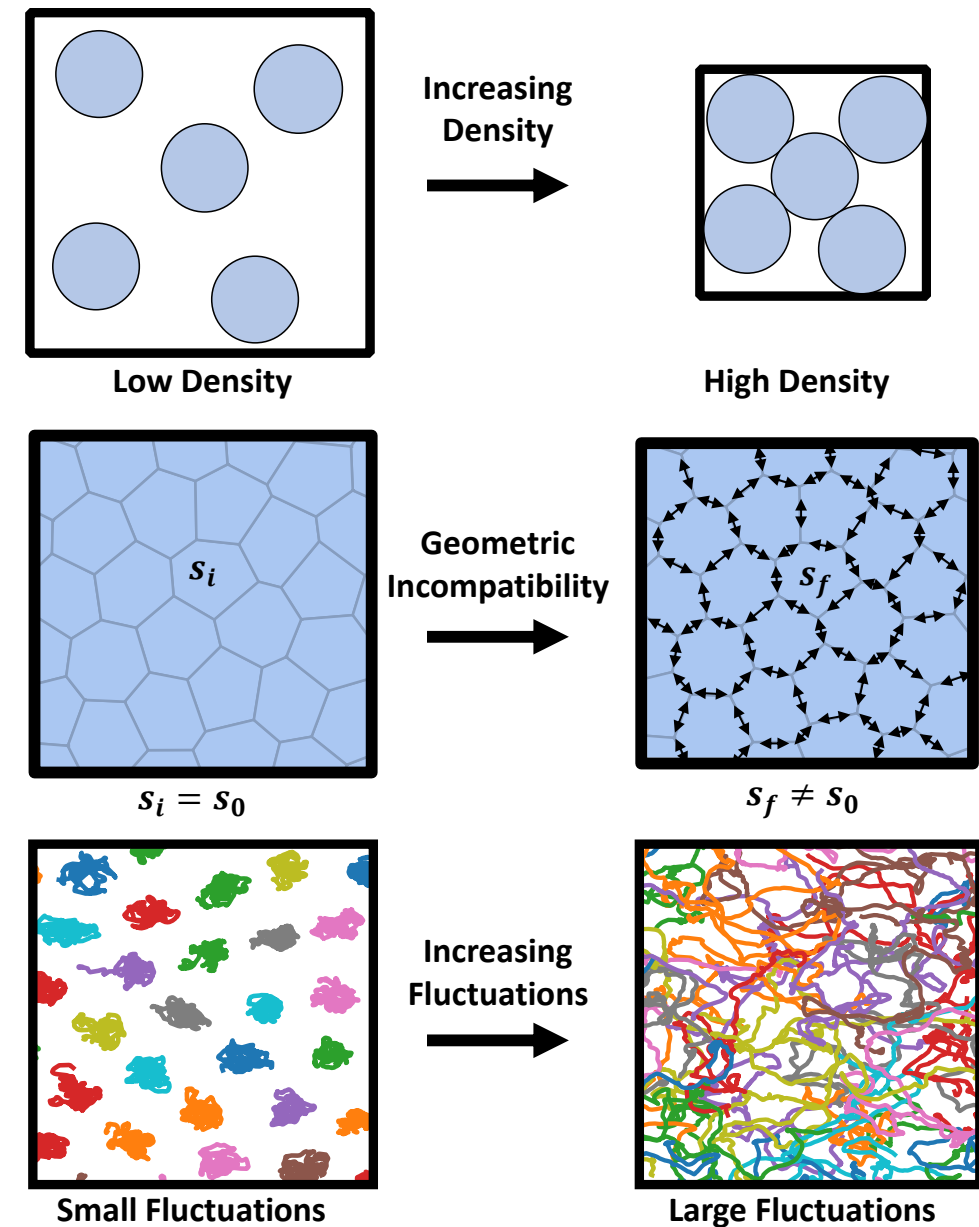 Increasing
Density
Low Density
High Density
s_i
Geometric
Incompatibility
s_f
s_i = s_0
s_f ≠ s_0
Increasing
Fluctuations
Small Fluctuations
Large Fluctuations